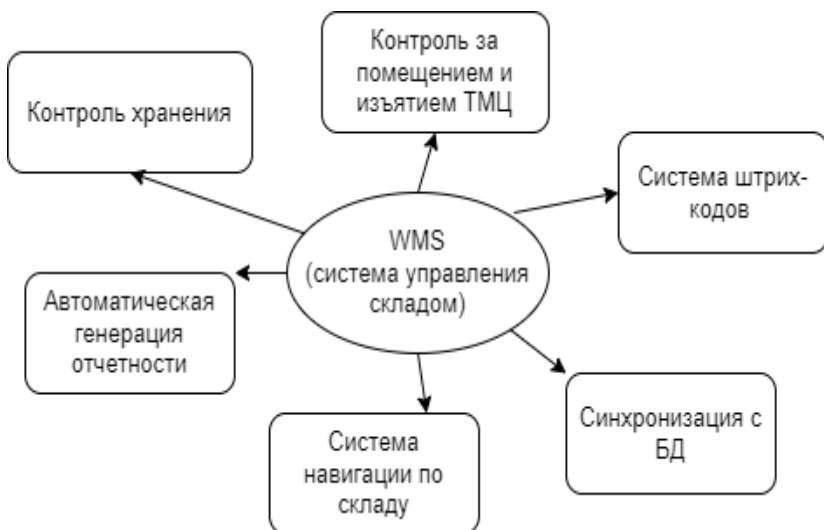 Контроль за
помещением и
изъятием ТМЦ
Контроль хранения
Система штрих-
кодов
WMS
(система управления
складом)
Автоматическая
генерация
отчетности
Синхронизация с
БД
Система
навигации по
складу